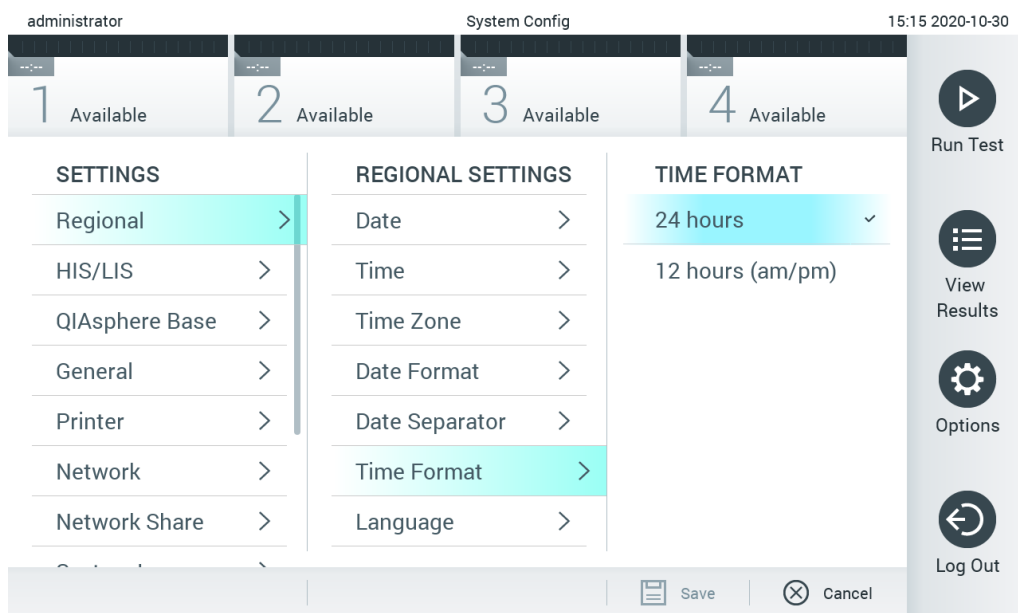 administrator System Config 15:15 2020-10-30
--:-- --:-- --:-- --:--
1 Available 2 Available 3 Available 4 Available
Run Test
SETTINGS REGIONAL SETTINGS TIME FORMAT
Regional Date 24 hours
HIS/LIS Time 12 hours (am/pm)
View
Results
QIAsphere Base Time Zone
General Date Format
Printer Date Separator
Options
Network Time Format
Network Share Language
Log Out
Save Cancel